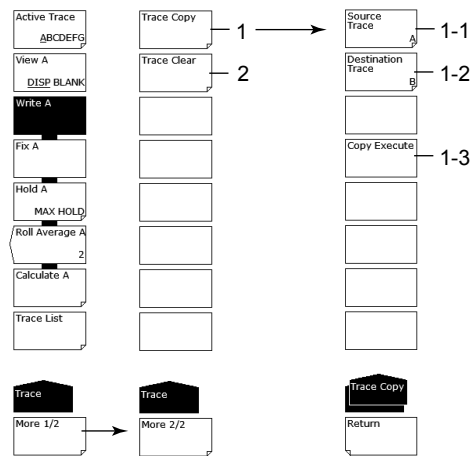 Active Trace
ABCDEFG
View A
DISP BLANK
Write A
Fix A
Hold A
MAX HOLD
Roll Average A
2
Calculate A
Trace List
Trace
More 1/2
Trace Copy
1
Trace Clear
2
Trace
More 2/2
Source
Trace
A
1-1
Destination
Trace
B
1-2
Copy Execute
1-3
Trace Copy
Return